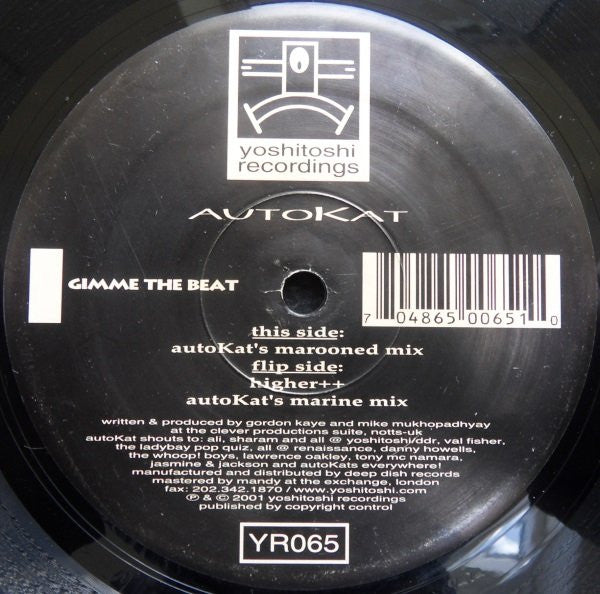 yoshitoshi
recordings
AUTOKAT
GIMME THE BEAT
7 04865 00651 0
this side:
autoKat's marooned mix
flip side:
higher++
autoKat's marine mix
written & produced by gordon kaye and mike mukhopadhyay
at the clever productions suite, notts-uk
autoKat shouts to: ali, sharam and all @ yoshitoshi/ddr, val fisher,
the ladybay pop quiz, all @ renaissance, danny howells,
the whoop! boys, lawrence oakley, tony mc namara,
jasmine & jackson and autoKats everywhere!
manufactured and distributed by deep dish records
mastered by mandy at the exchange, london
fax: 202.342.1870 / www.yoshitoshi.com
℗ & © 2001 yoshitoshi recordings
published by copyright control
YR065